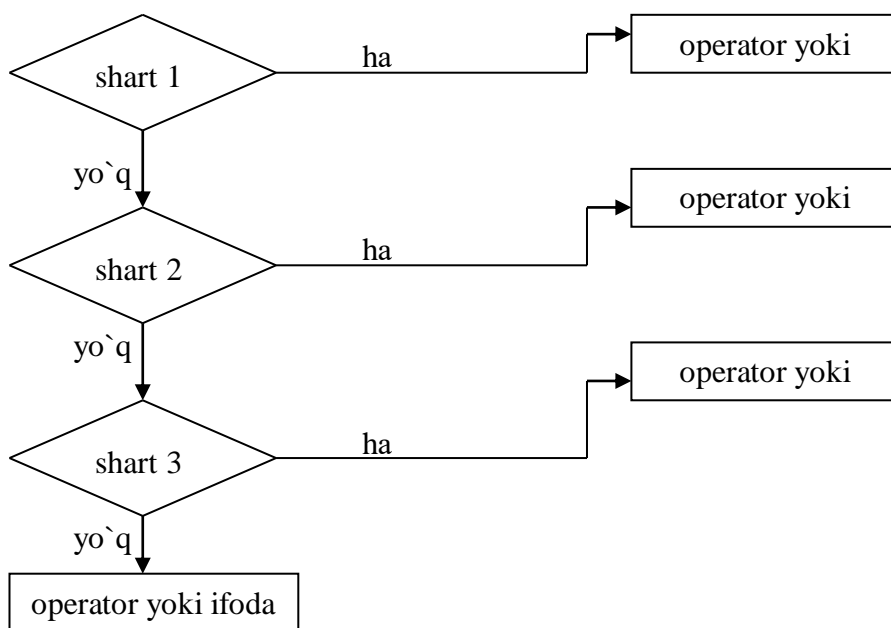 shart 1
ha
operator yoki
yo`q
shart 2
ha
operator yoki
yo`q
shart 3
ha
operator yoki
yo`q
operator yoki ifoda